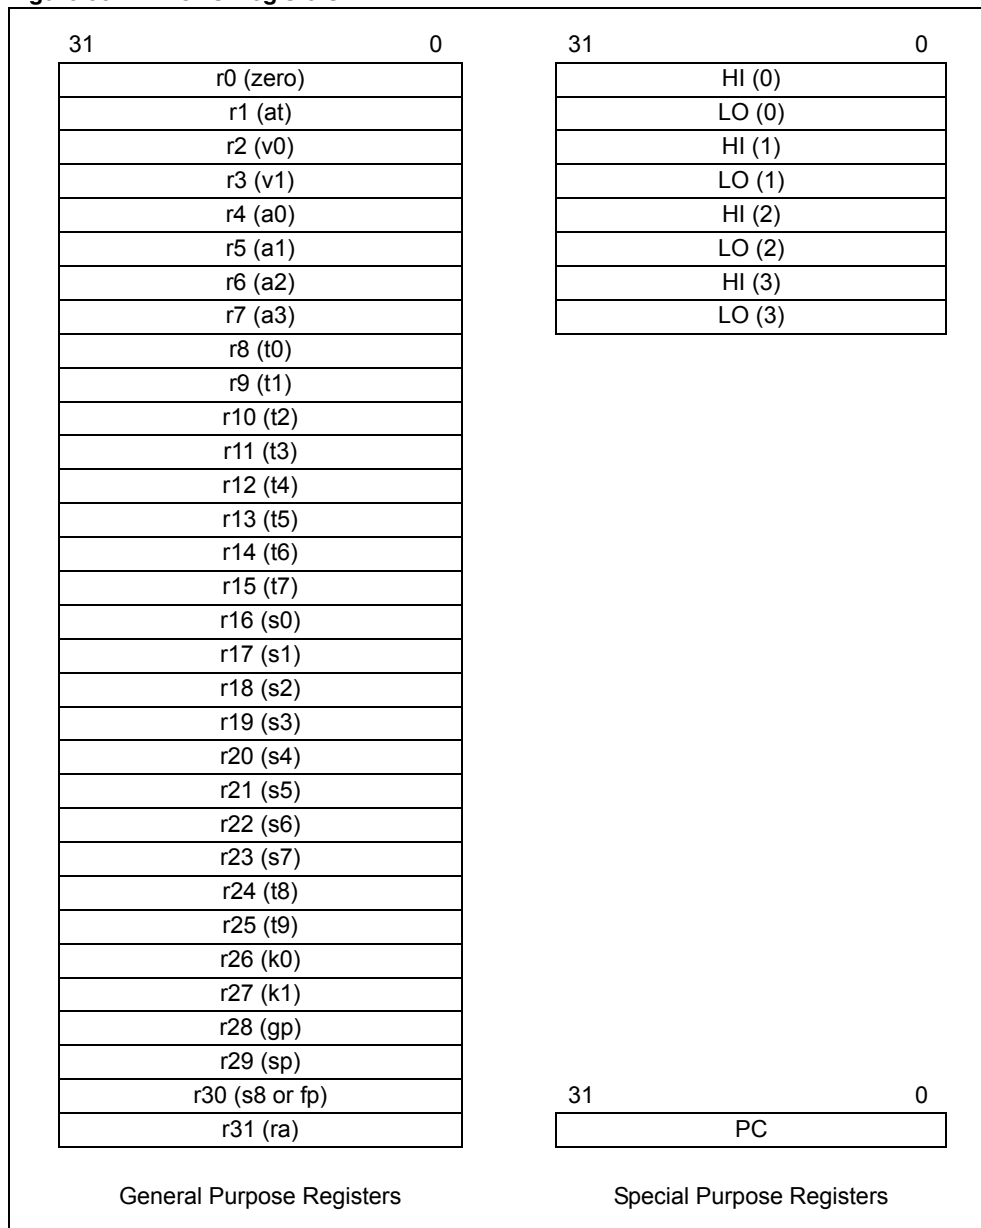 31 0
r0 (zero)
r1 (at)
r2 (v0)
r3 (v1)
r4 (a0)
r5 (a1)
r6 (a2)
r7 (a3)
r8 (t0)
r9 (t1)
r10 (t2)
r11 (t3)
r12 (t4)
r13 (t5)
r14 (t6)
r15 (t7)
r16 (s0)
r17 (s1)
r18 (s2)
r19 (s3)
r20 (s4)
r21 (s5)
r22 (s6)
r23 (s7)
r24 (t8)
r25 (t9)
r26 (k0)
r27 (k1)
r28 (gp)
r29 (sp)
r30 (s8 or fp)
r31 (ra)
General Purpose Registers
31 0
HI (0)
LO (0)
HI (1)
LO (1)
HI (2)
LO (2)
HI (3)
LO (3)
31 0
PC
Special Purpose Registers